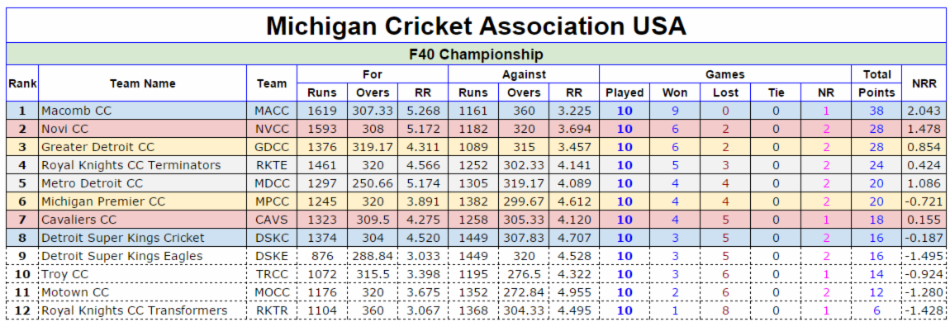 Michigan Cricket Association USA
F40 Championship
Rank Team Name Team For Against Games Total Points NRR
Runs Overs RR Runs Overs RR Played Won Lost Tie NR
1 Macomb CC MACC 1619 307.33 5.268 1161 360 3.225 10 9 0 0 1 38 2.043
2 Novi CC NVCC 1593 308 5.172 1182 320 3.694 10 6 2 0 2 28 1.478
3 Greater Detroit CC GDCC 1376 319.17 4.311 1089 315 3.457 10 6 2 0 2 28 0.854
4 Royal Knights CC Terminators RKTE 1461 320 4.566 1252 302.33 4.141 10 5 3 0 2 24 0.424
5 Metro Detroit CC MDCC 1297 250.66 5.174 1305 319.17 4.089 10 4 4 0 2 20 1.086
6 Michigan Premier CC MPCC 1245 320 3.891 1382 299.67 4.612 10 4 4 0 2 20 -0.721
7 Cavaliers CC CAVS 1323 309.5 4.275 1258 305.33 4.120 10 4 5 0 1 18 0.155
8 Detroit Super Kings Cricket DSKC 1374 304 4.520 1449 307.83 4.707 10 3 5 0 2 16 -0.187
9 Detroit Super Kings Eagles DSKE 876 288.84 3.033 1449 320 4.528 10 3 5 0 2 16 -1.495
10 Troy CC TRCC 1072 315.5 3.398 1195 276.5 4.322 10 3 6 0 1 14 -0.924
11 Motown CC MOCC 1176 320 3.675 1352 272.84 4.955 10 2 6 0 2 12 -1.280
12 Royal Knights CC Transformers RKTR 1104 360 3.067 1368 304.33 4.495 10 1 8 0 1 6 -1.428